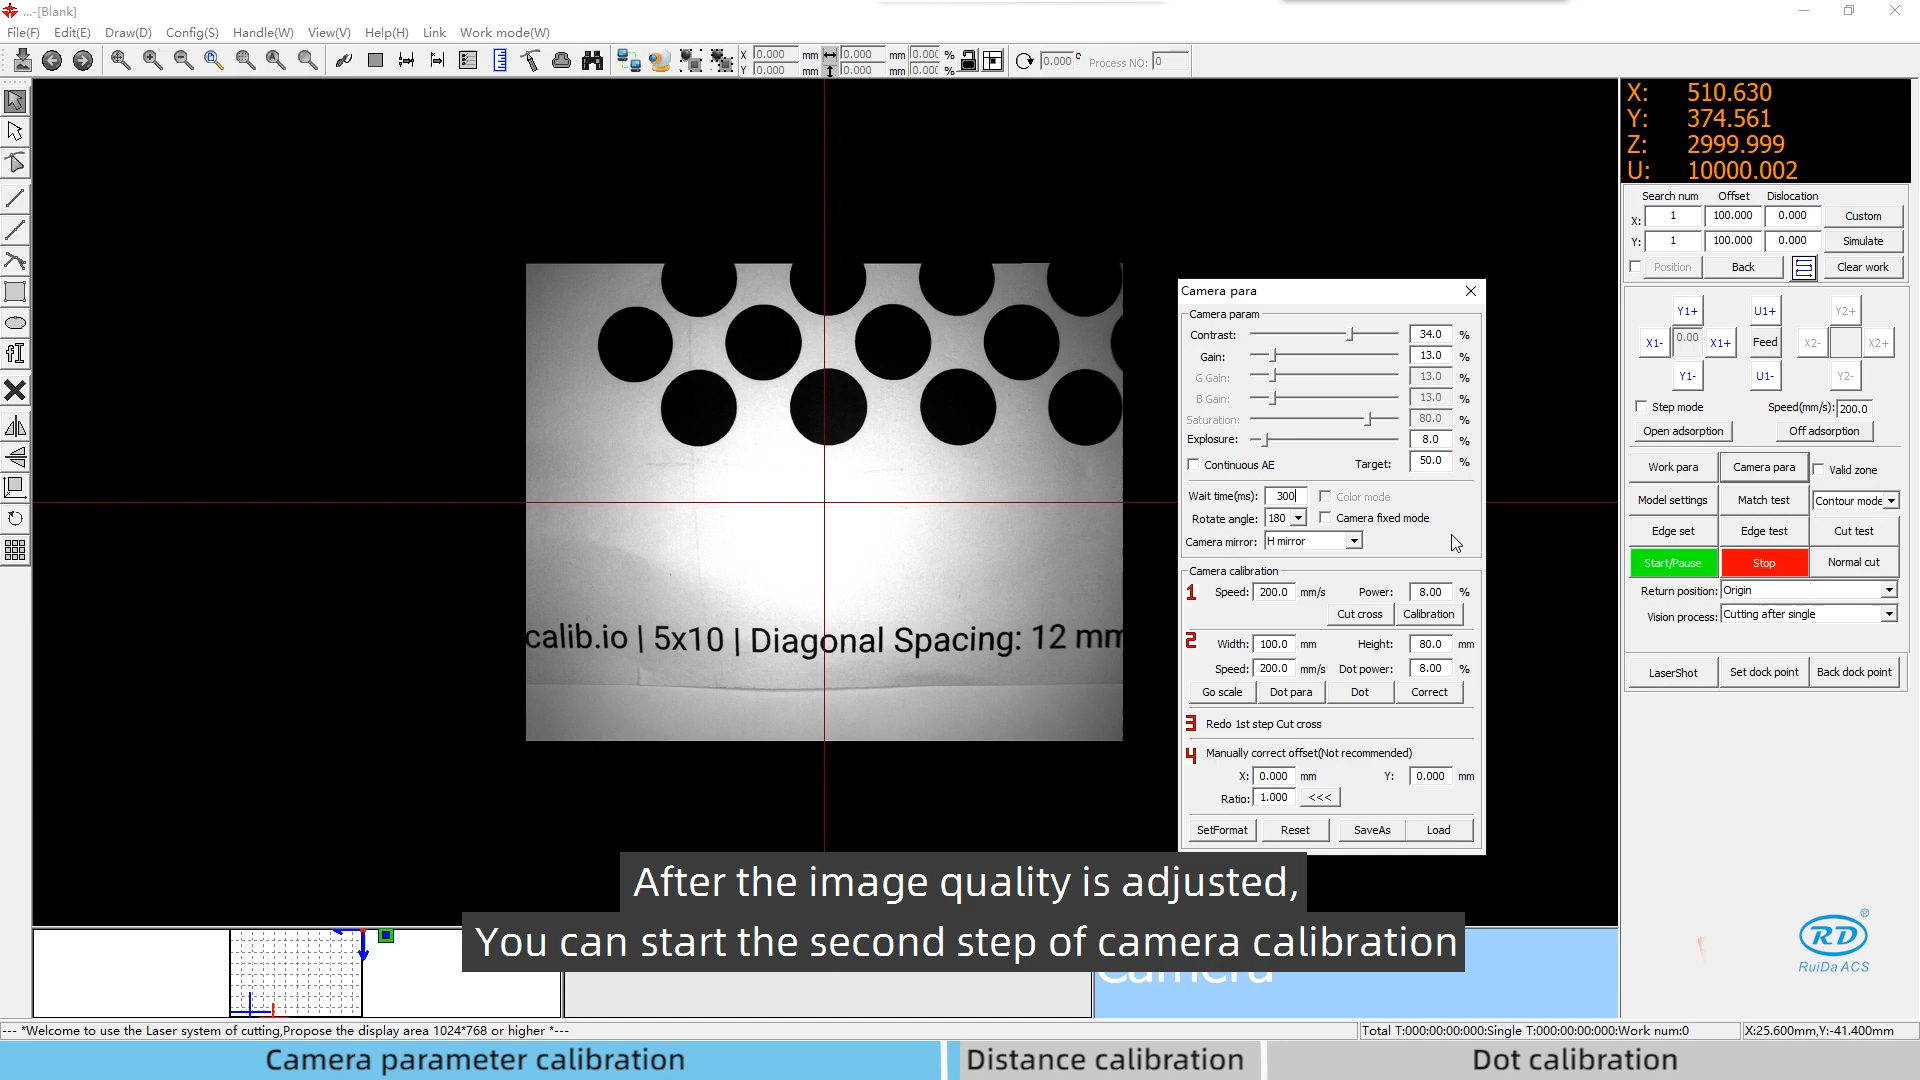 ...-[Blank]
File(F) Edit(E) Draw(D) Config(S) Handle(W) View(V) Help(H) Link Work mode(W)
X 0.000 mm 0.000 mm 0.000 % 0.000 ° Process NO: 0
Y 0.000 mm 0.000 mm 0.000 %
X: 510.630
Y: 374.561
Z: 2999.999
U: 10000.002
Search num Offset Dislocation
X: 1 100.000 0.000 Custom
Y: 1 100.000 0.000 Simulate
Position Back Clear work
Y1+ U1+ Y2+
X1- 0.00 X1+ Feed X2- X2+
Y1- U1- Y2-
Step mode Speed(mm/s): 200.0
Open adsorption Off adsorption
Work para Camera para Valid zone
Model settings Match test Contour mode
Edge set Edge test Cut test
Start/Pause Stop Normal cut
Return position: Origin
Vision process: Cutting after single
LaserShot Set dock point Back dock point
Camera para
Camera param
Contrast: 34.0 %
Gain: 13.0 %
G Gain: 13.0 %
B Gain: 13.0 %
Saturation: 80.0 %
Explosure: 8.0 %
Continuous AE Target: 50.0 %
Wait time(ms): 300 Color mode
Rotate angle: 180 Camera fixed mode
Camera mirror: H mirror
Camera calibration
1 Speed: 200.0 mm/s Power: 8.00 %
Cut cross Calibration
2 Width: 100.0 mm Height: 80.0 mm
Speed: 200.0 mm/s Dot power: 8.00 %
Go scale Dot para Dot Correct
3 Redo 1st step Cut cross
4 Manually correct offset(Not recommended)
X: 0.000 mm Y: 0.000 mm
Ratio: 1.000 <<<
SetFormat Reset SaveAs Load
calib.io | 5x10 | Diagonal Spacing: 12 mm
After the image quality is adjusted,
You can start the second step of camera calibration
Camera
RD ®
RuiDa ACS
--- *Welcome to use the Laser system of cutting,Propose the display area 1024*768 or higher *---
Total T:000:00:00:000:Single T:000:00:00:000:Work num:0
X:25.600mm,Y:-41.400mm
Camera parameter calibration Distance calibration Dot calibration